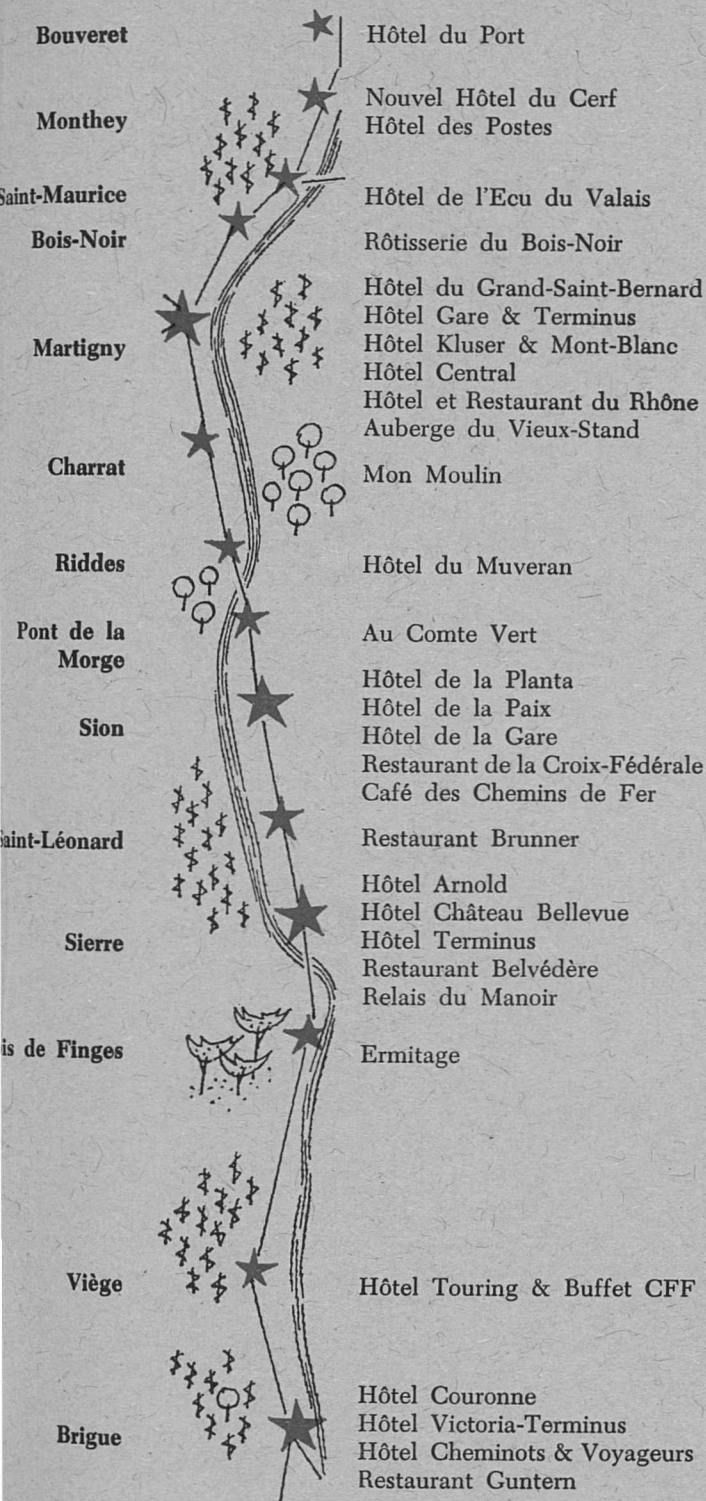 Bouveret
Hôtel du Port
Monthey
Nouvel Hôtel du Cerf
Hôtel des Postes
Saint-Maurice
Hôtel de l'Ecu du Valais
Bois-Noir
Rôtisserie du Bois-Noir
Martigny
Hôtel du Grand-Saint-Bernard
Hôtel Gare & Terminus
Hôtel Kluser & Mont-Blanc
Hôtel Central
Hôtel et Restaurant du Rhône
Auberge du Vieux-Stand
Charrat
Mon Moulin
Riddes
Hôtel du Muveran
Pont de la
Morge
Au Comte Vert
Sion
Hôtel de la Planta
Hôtel de la Paix
Hôtel de la Gare
Restaurant de la Croix-Fédérale
Café des Chemins de Fer
Saint-Léonard
Restaurant Brunner
Sierre
Hôtel Arnold
Hôtel Château Bellevue
Hôtel Terminus
Restaurant Belvédère
Relais du Manoir
is de Finges
Ermitage
Viège
Hôtel Touring & Buffet CFF
Brigue
Hôtel Couronne
Hôtel Victoria-Terminus
Hôtel Cheminots & Voyageurs
Restaurant Guntern